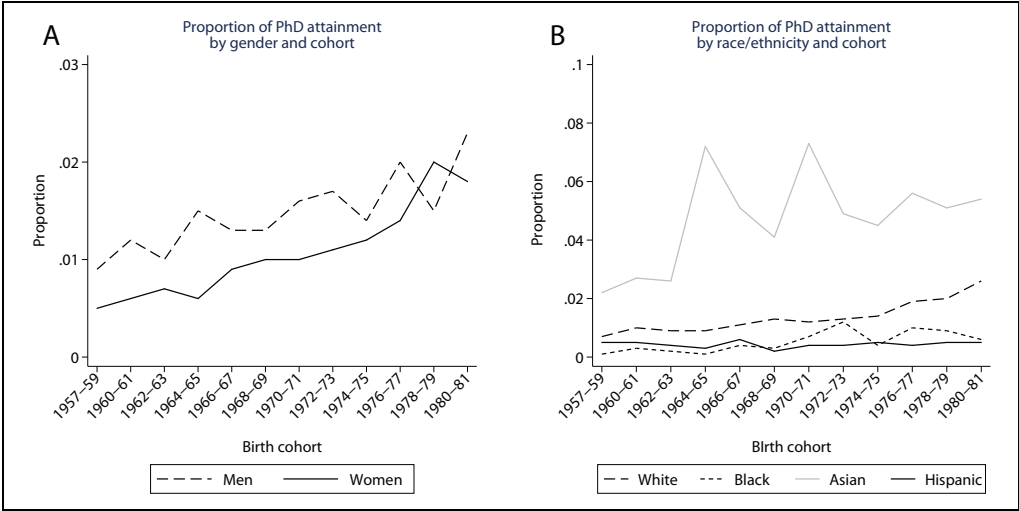 A
Proportion of PhD attainment
by gender and cohort
.03
.02
.01
0
Proportion
1957–59
1960–61
1962–63
1964–65
1966–67
1968–69
1970–71
1972–73
1974–75
1976–77
1978–79
1980–81
Birth cohort
Men Women
B
Proportion of PhD attainment
by race/ethnicity and cohort
.1
.08
.06
.04
.02
0
Proportion
1957–59
1960–61
1962–63
1964–65
1966–67
1968–69
1970–71
1972–73
1974–75
1976–77
1978–79
1980–81
BIrth cohort
White Black Asian Hispanic